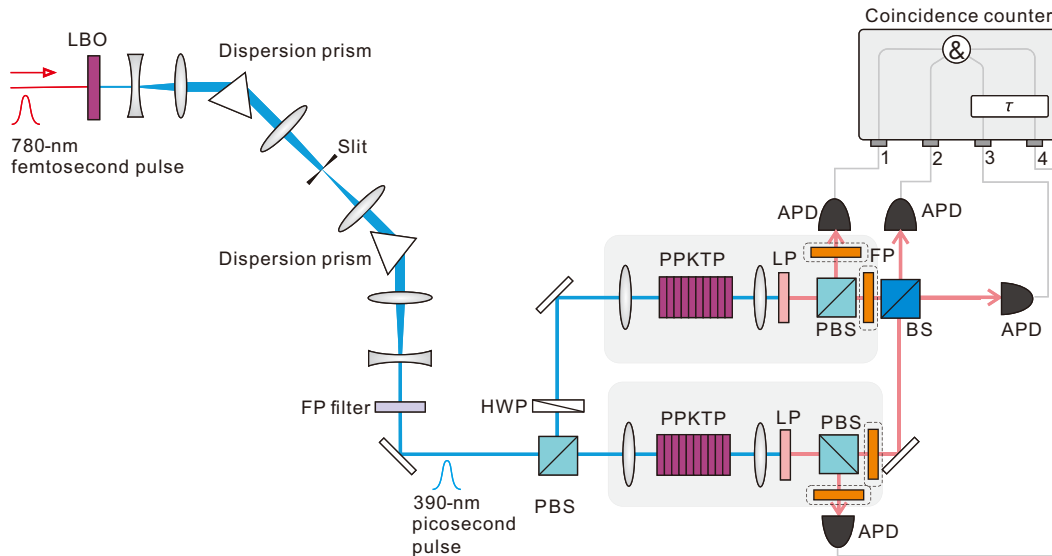 Coincidence counter
LBO
Dispersion prism
&
τ
Slit
1
2
3
4
780-nm
femtosecond pulse
APD
APD
Dispersion prism
PPKTP
LP
FP
PBS
BS
APD
FP filter
HWP
PPKTP
LP
PBS
390-nm
picosecond
pulse
PBS
APD